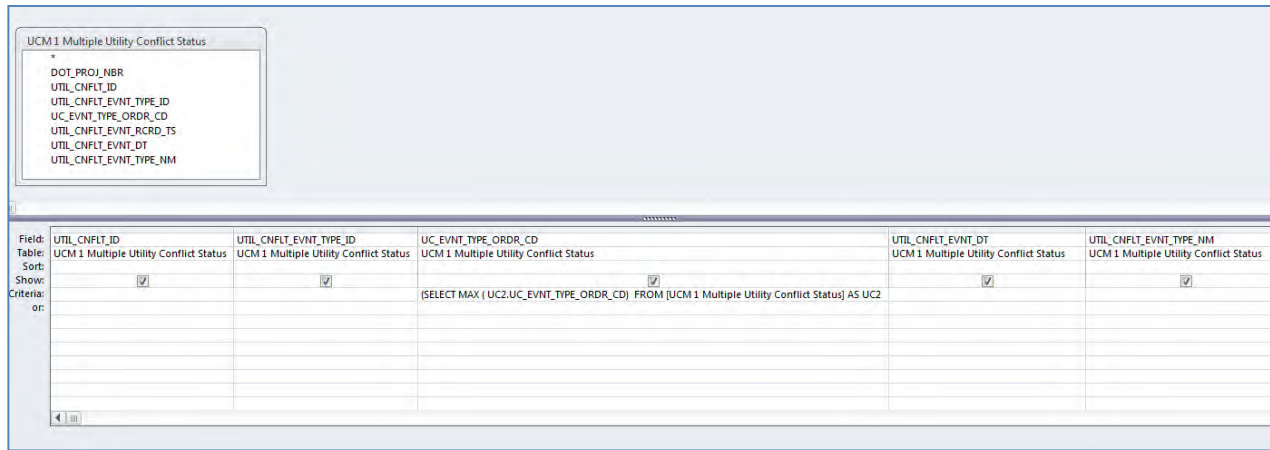 UCM 1 Multiple Utility Conflict Status
*
DOT_PROJ_NBR
UTIL_CNFLT_ID
UTIL_CNFLT_EVNT_TYPE_ID
UC_EVNT_TYPE_ORDR_CD
UTIL_CNFLT_EVNT_RCRD_TS
UTIL_CNFLT_EVNT_DT
UTIL_CNFLT_EVNT_TYPE_NM
Field: UTIL_CNFLT_ID UTIL_CNFLT_EVNT_TYPE_ID UC_EVNT_TYPE_ORDR_CD UTIL_CNFLT_EVNT_DT UTIL_CNFLT_EVNT_TYPE_NM
Table: UCM 1 Multiple Utility Conflict Status UCM 1 Multiple Utility Conflict Status UCM 1 Multiple Utility Conflict Status UCM 1 Multiple Utility Conflict Status UCM 1 Multiple Utility Conflict Status
Sort:
Show:
Criteria: (SELECT MAX ( UC2.UC_EVNT_TYPE_ORDR_CD) FROM [UCM 1 Multiple Utility Conflict Status] AS UC2
or: